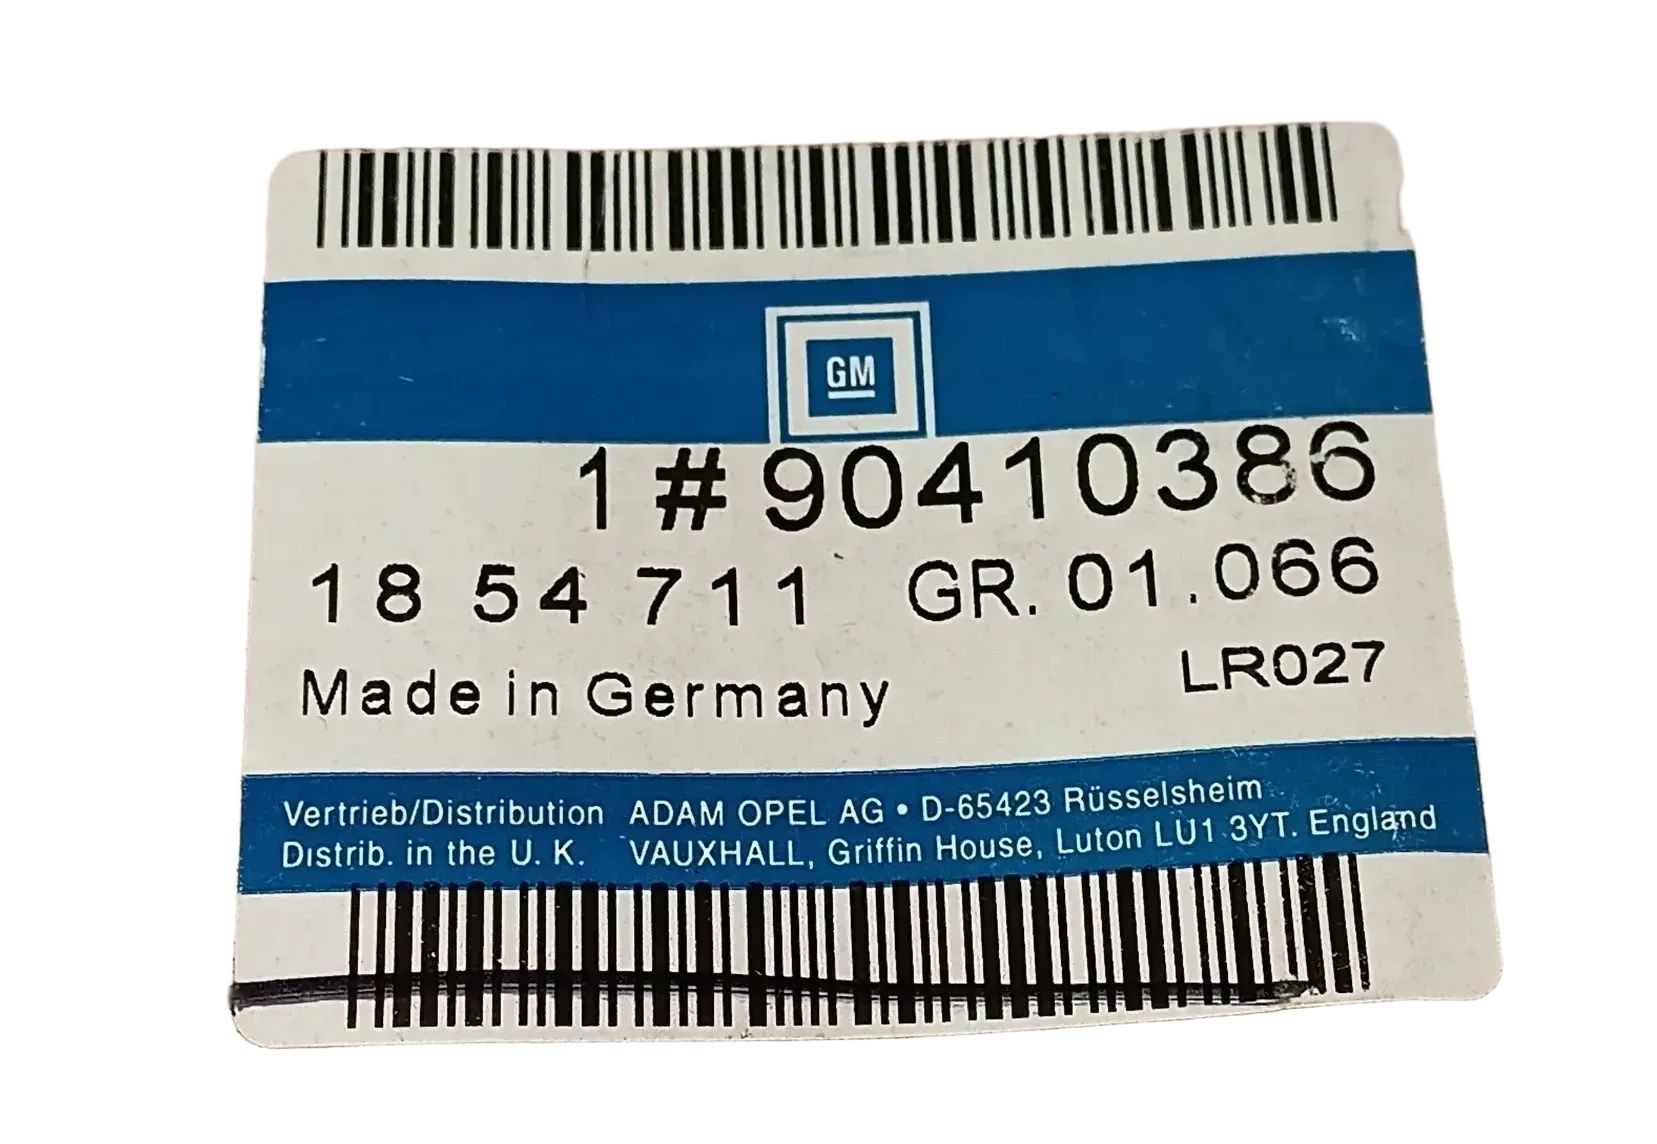 GM
1 # 90410386
18 54 711 GR. 01.066
Made in Germany LR027
Vertrieb/Distribution ADAM OPEL AG • D-65423 Rüsselsheim
Distrib. in the U. K. VAUXHALL, Griffin House, Luton LU1 3YT. England